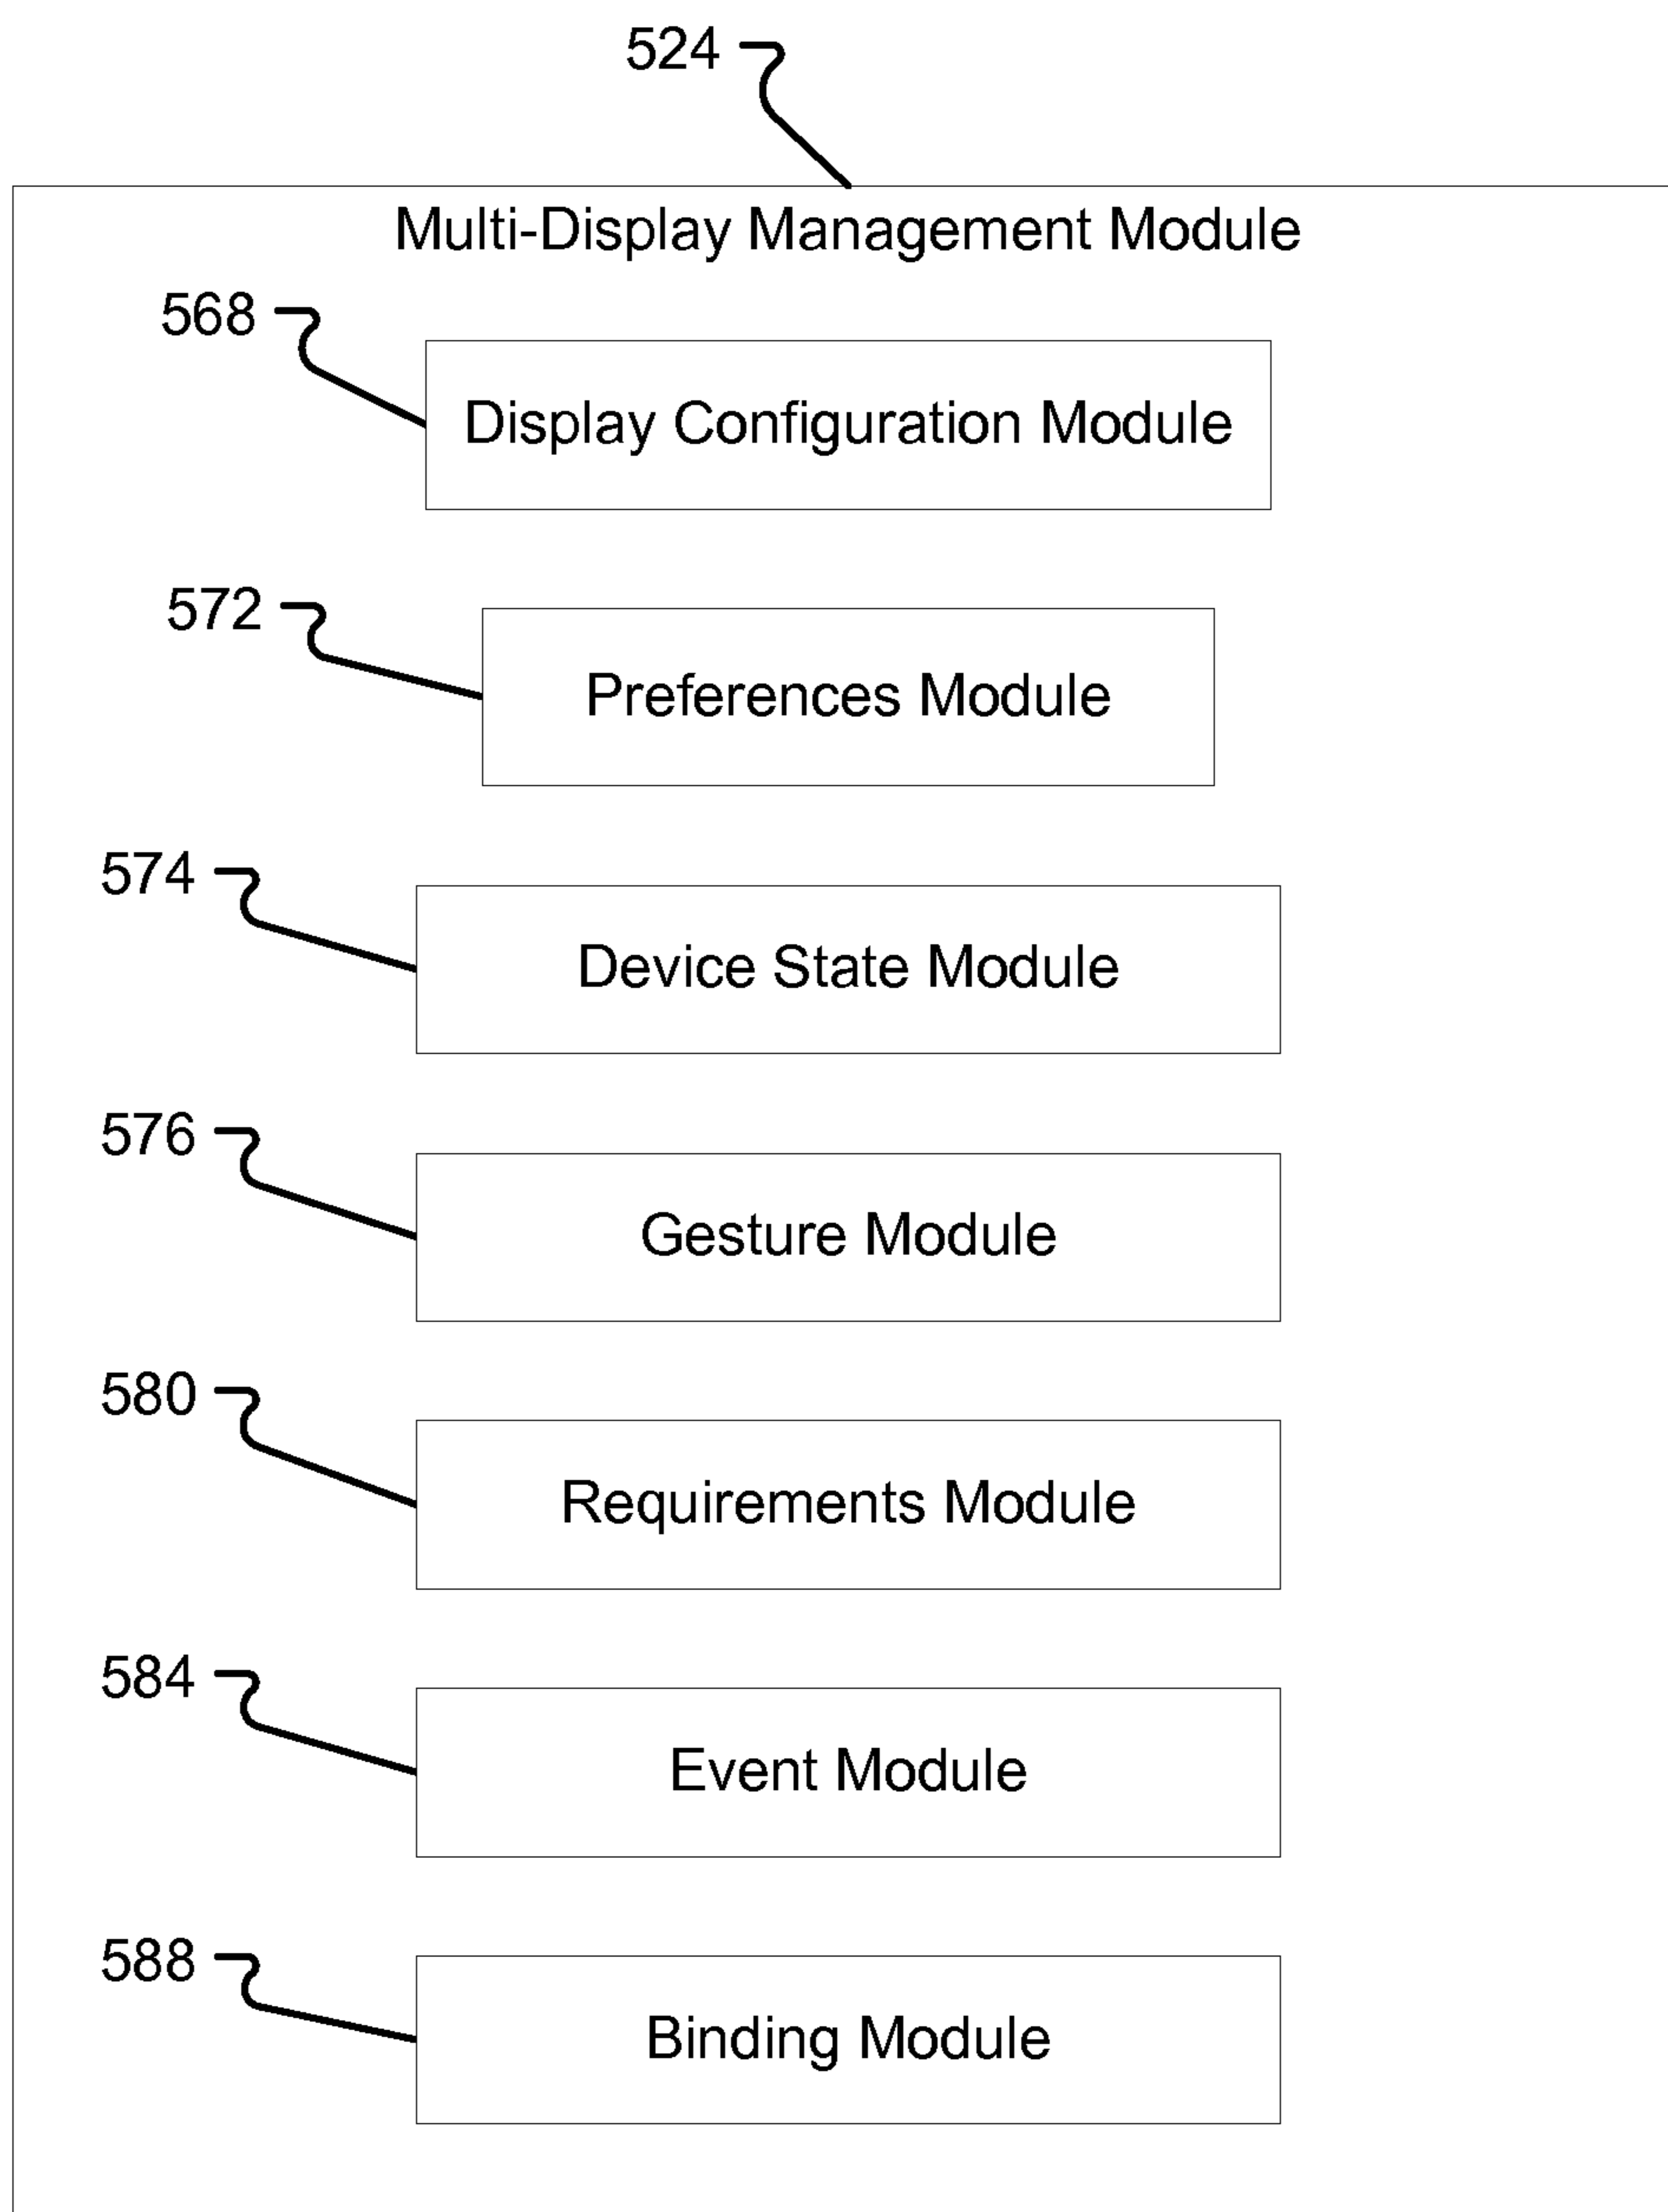 524
Multi-Display Management Module
568
Display Configuration Module
572
Preferences Module
574
Device State Module
576
Gesture Module
580
Requirements Module
584
Event Module
588
Binding Module